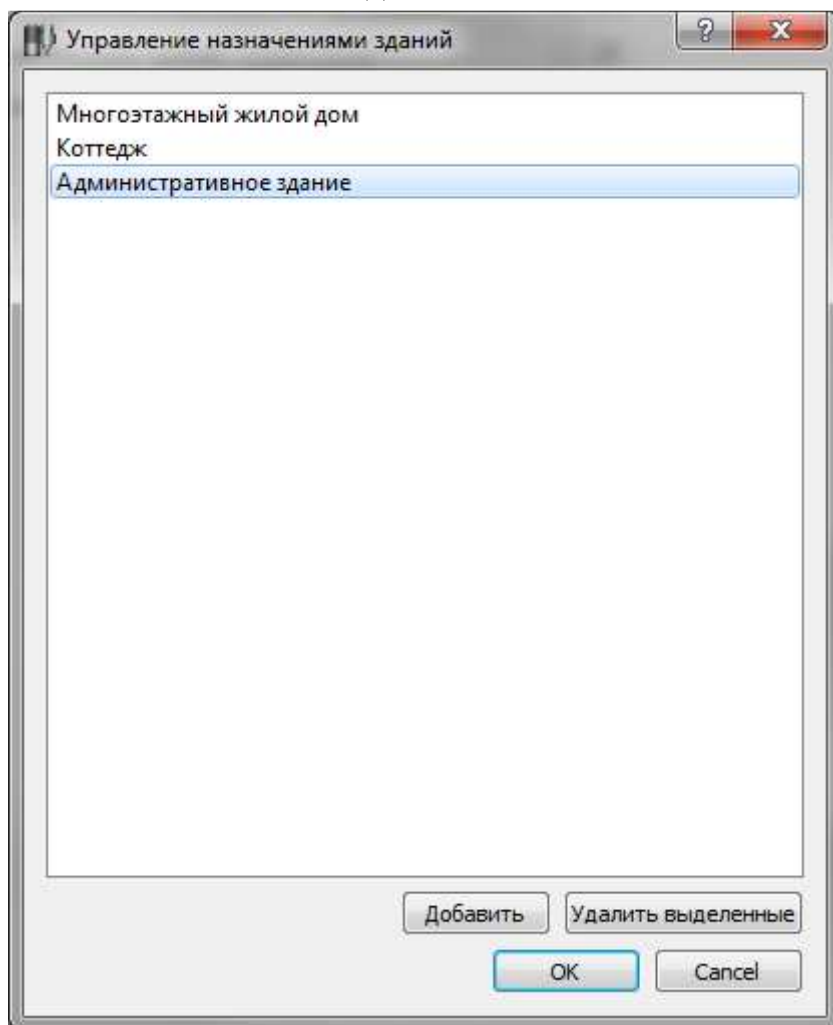 Управление назначениями зданий
?
X
Многоэтажный жилой дом
Коттедж
Административное здание
Добавить
Удалить выделенные
OK
Cancel